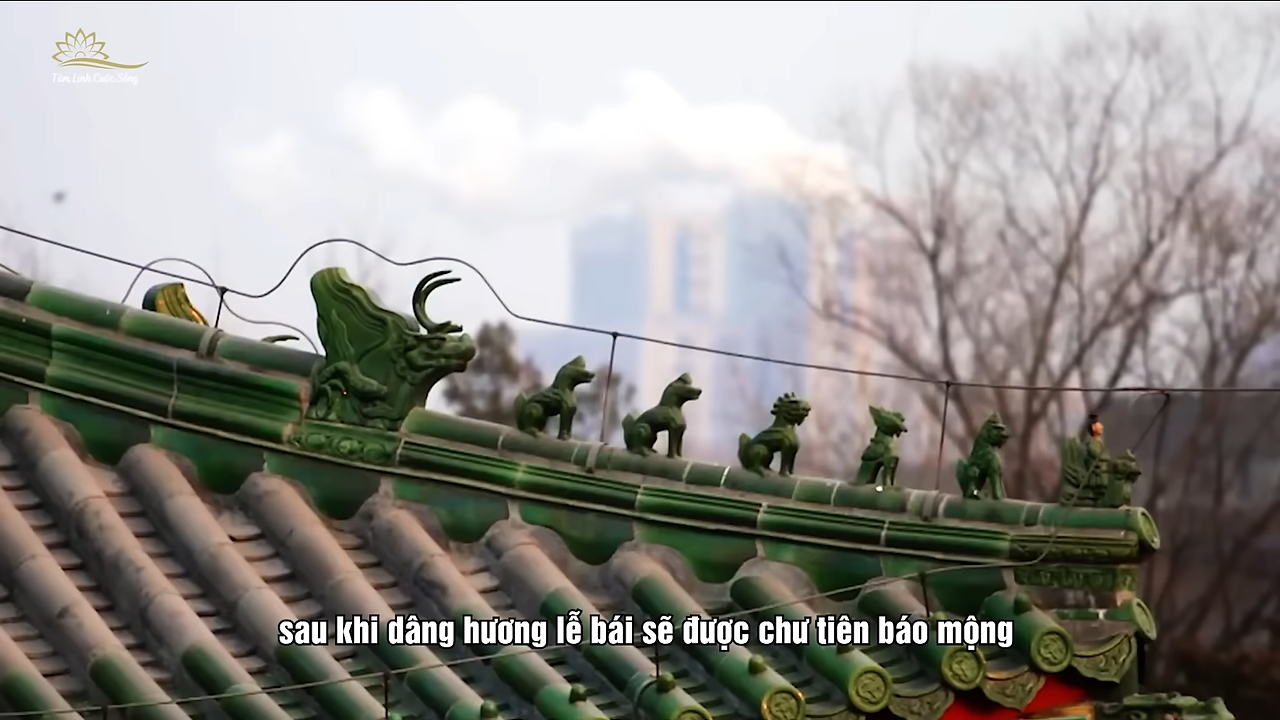 Tâm Linh Cuộc Sống
sau khi dâng hương lễ bái sẽ được chư tiên báo mộng